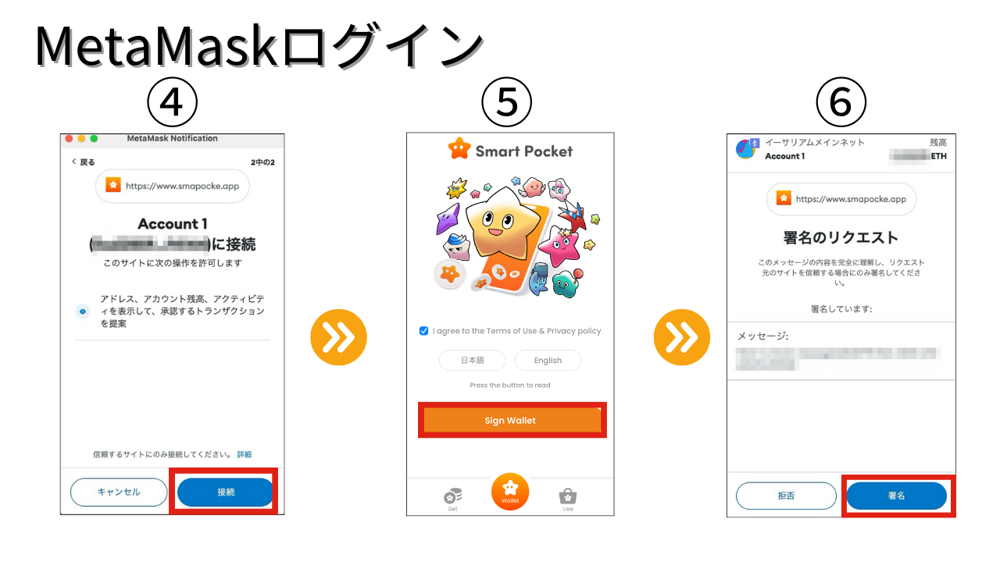 MetaMaskログイン
④
MetaMask Notification
< 戻る
2中の2
https://www.smapocke.app
Account 1
(
)に接続
このサイトに次の操作を許可します
アドレス、アカウント残高、アクティビテ
ィを表示して、承認するトランザクション
を提案
信頼するサイトにのみ接続してください。 詳細
キャンセル
接続
⑤
Smart Pocket
I agree to the Terms of Use & Privacy policy
日本語
English
Press the button to read
Sign Wallet
Get
Wallet
Use
⑥
イーサリアムメインネット
残高
Account 1
ETH
https://www.smapocke.app
署名のリクエスト
このメッセージの内容を完全に理解し、リクエスト
元のサイトを信頼する場合にのみ署名してくださ
い。
署名しています:
メッセージ:
拒否
署名